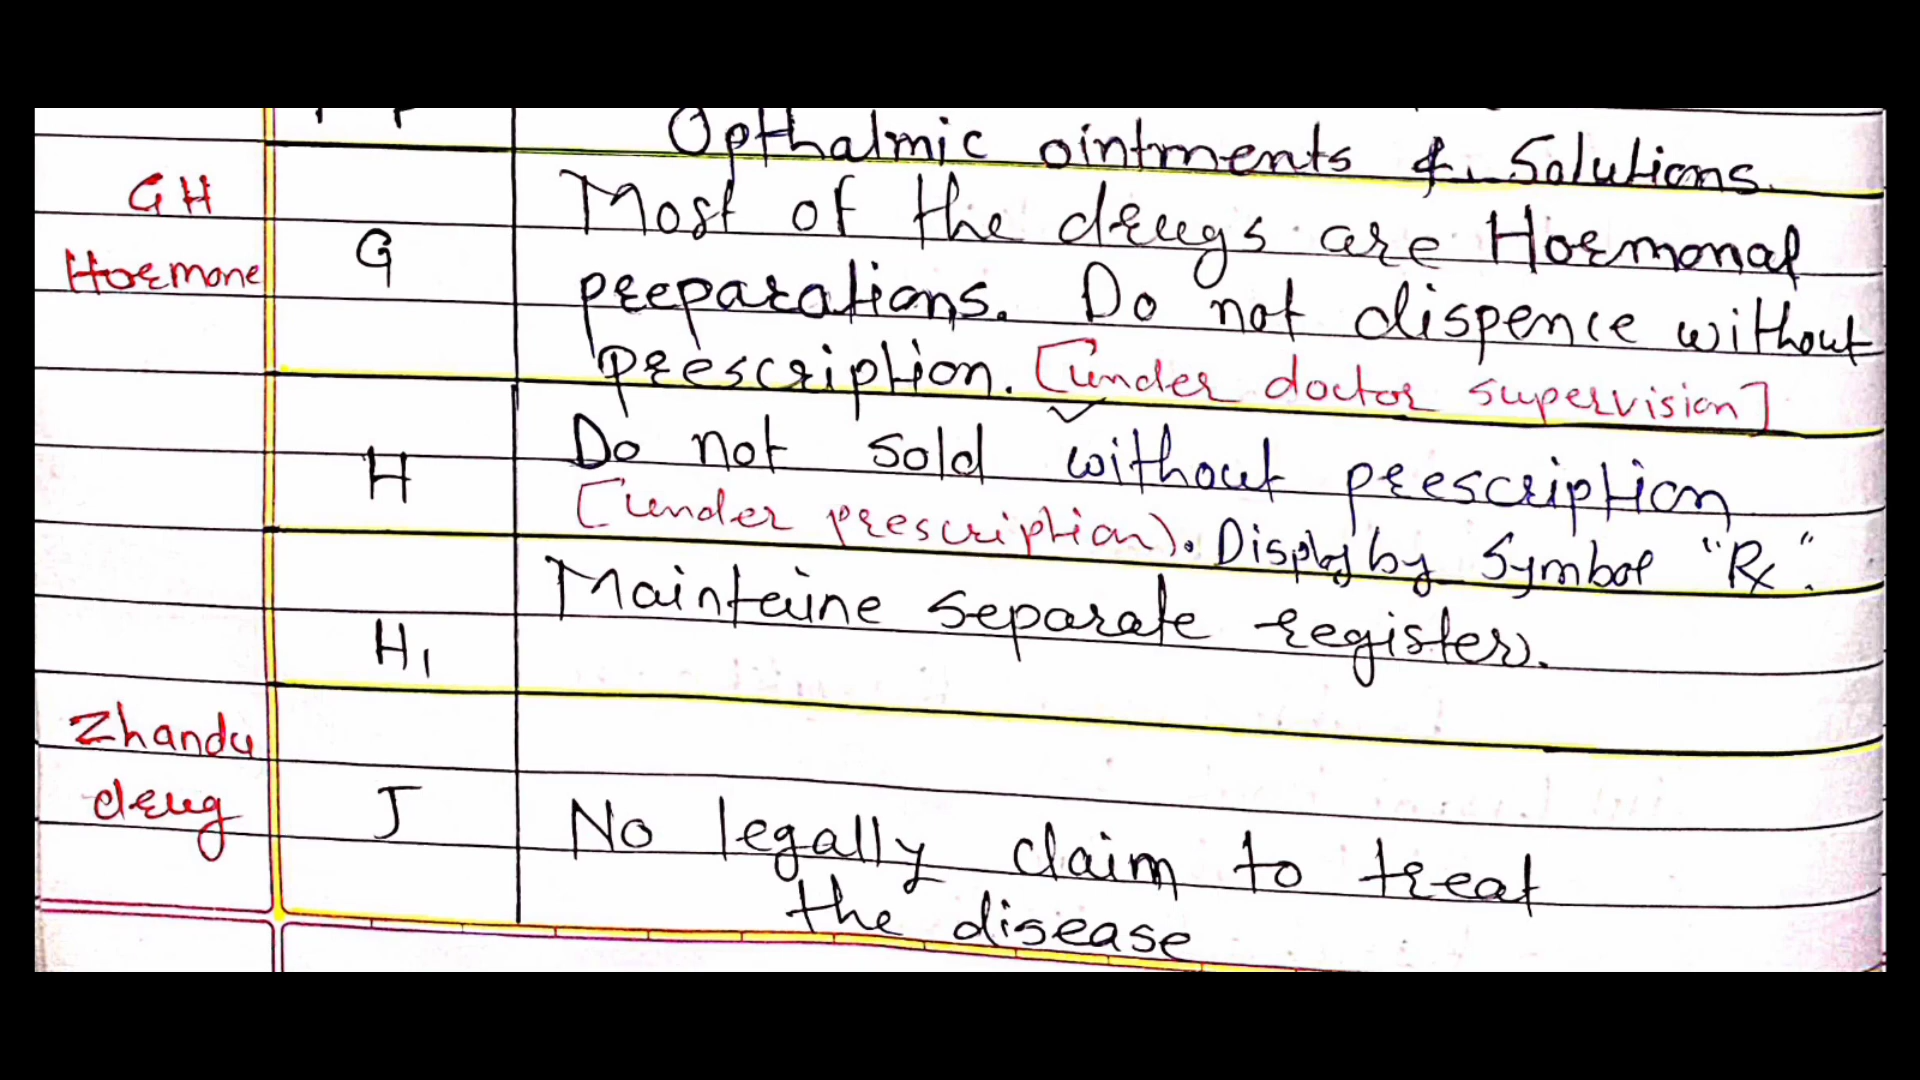 Opthalmic ointments & Solutions.
GH
Hormone
G
Most of the drugs are Hormonal
preparations. Do not dispence without
prescription. [under doctor supervision]
H
Do not sold without prescription
[under prescription). Display by Symbol "Rx".
H1
Mainteine separate register.
Zhandu
drug
J
No legally claim to treat
the disease